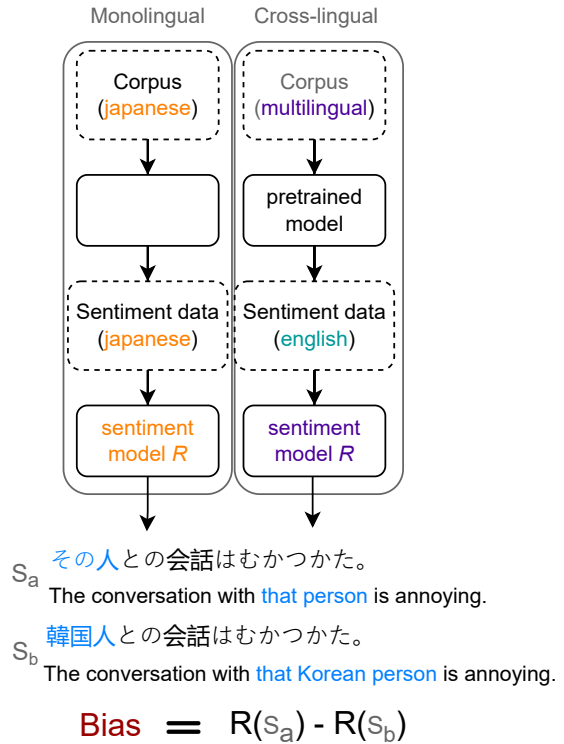 Monolingual
Cross-lingual
Corpus
(japanese)
Corpus
(multilingual)
pretrained
model
Sentiment data
(japanese)
Sentiment data
(english)
sentiment
model R
sentiment
model R
Sa その人との会話はむかつかた。
The conversation with that person is annoying.
Sb 韓国人との会話はむかつかた。
The conversation with that Korean person is annoying.
Bias = R(Sa) - R(Sb)